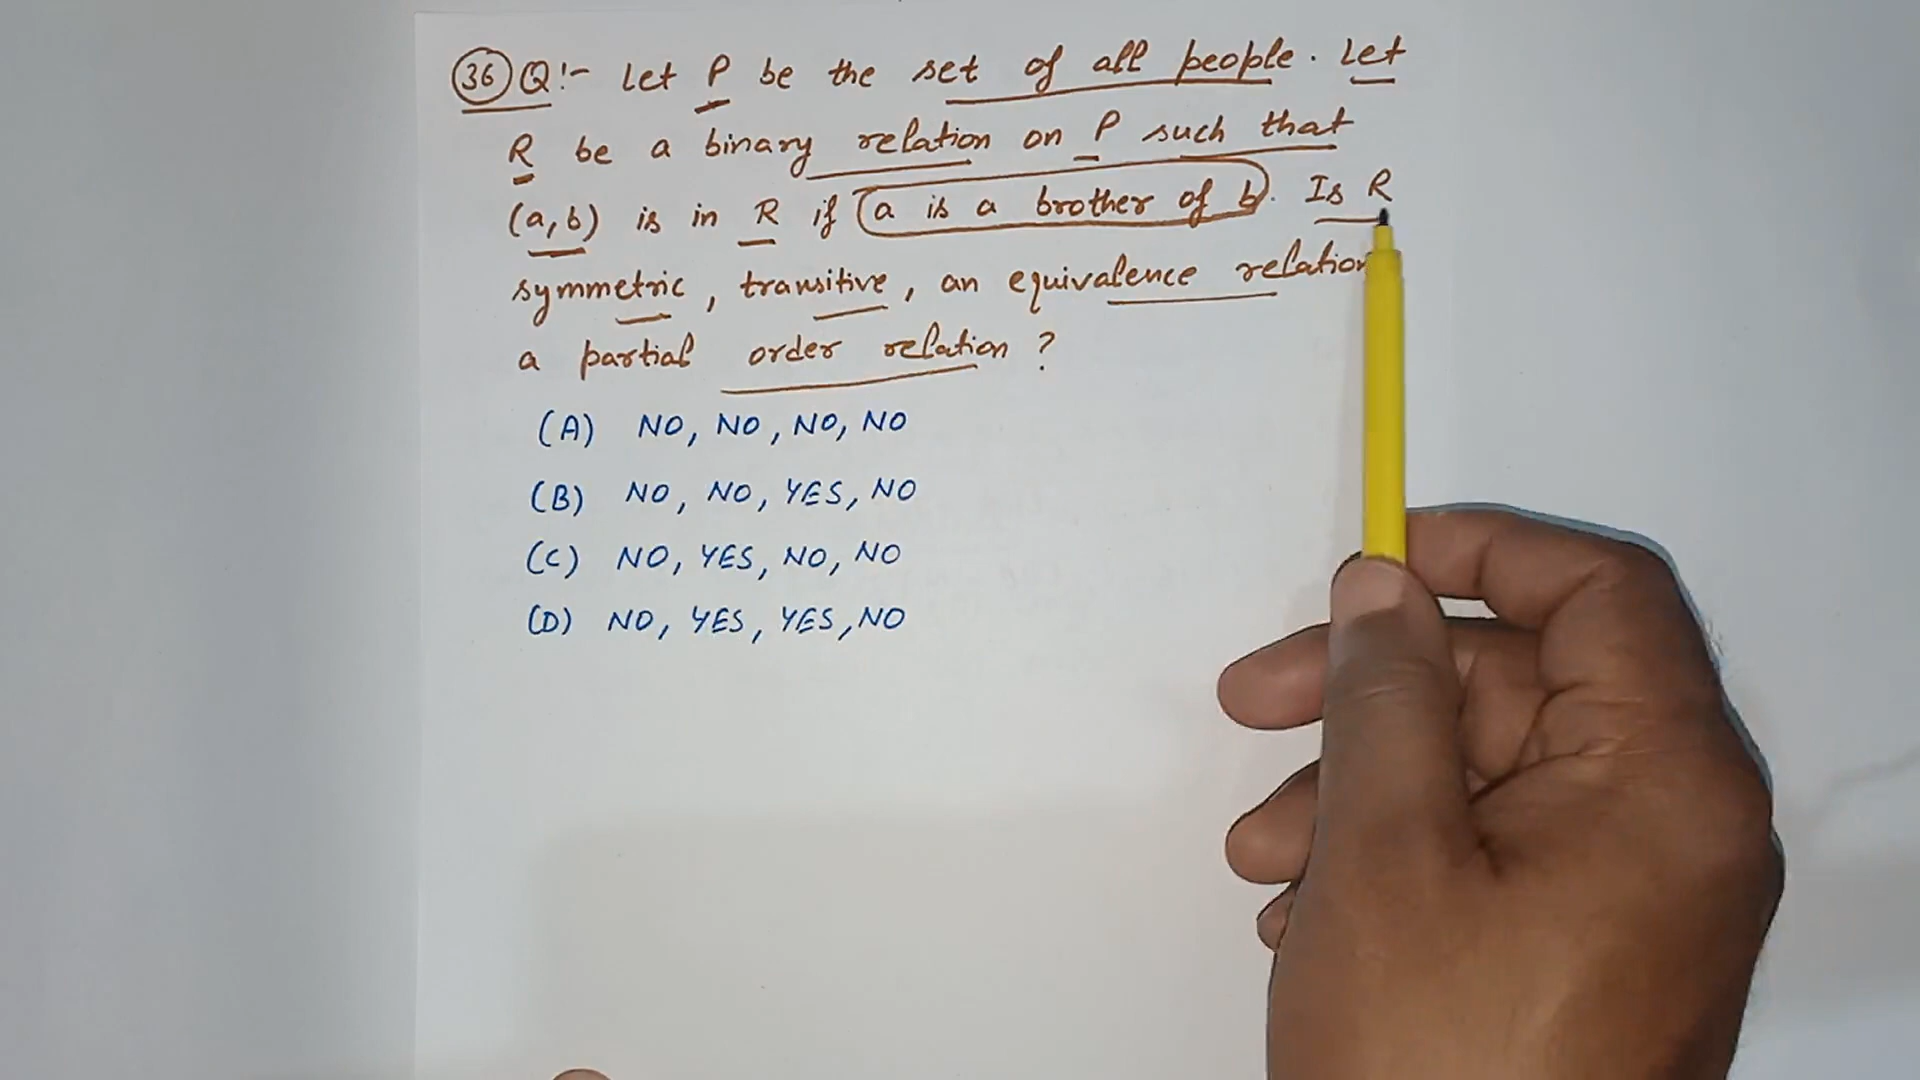 36 Q:- Let P be the set of all people. Let
R be a binary relation on P such that
(a,b) is in R if a is a brother of b. Is R
symmetric, transitive, an equivalence relation
a partial order relation ?
(A) NO, NO, NO, NO
(B) NO, NO, YES, NO
(C) NO, YES, NO, NO
(D) NO, YES, YES, NO